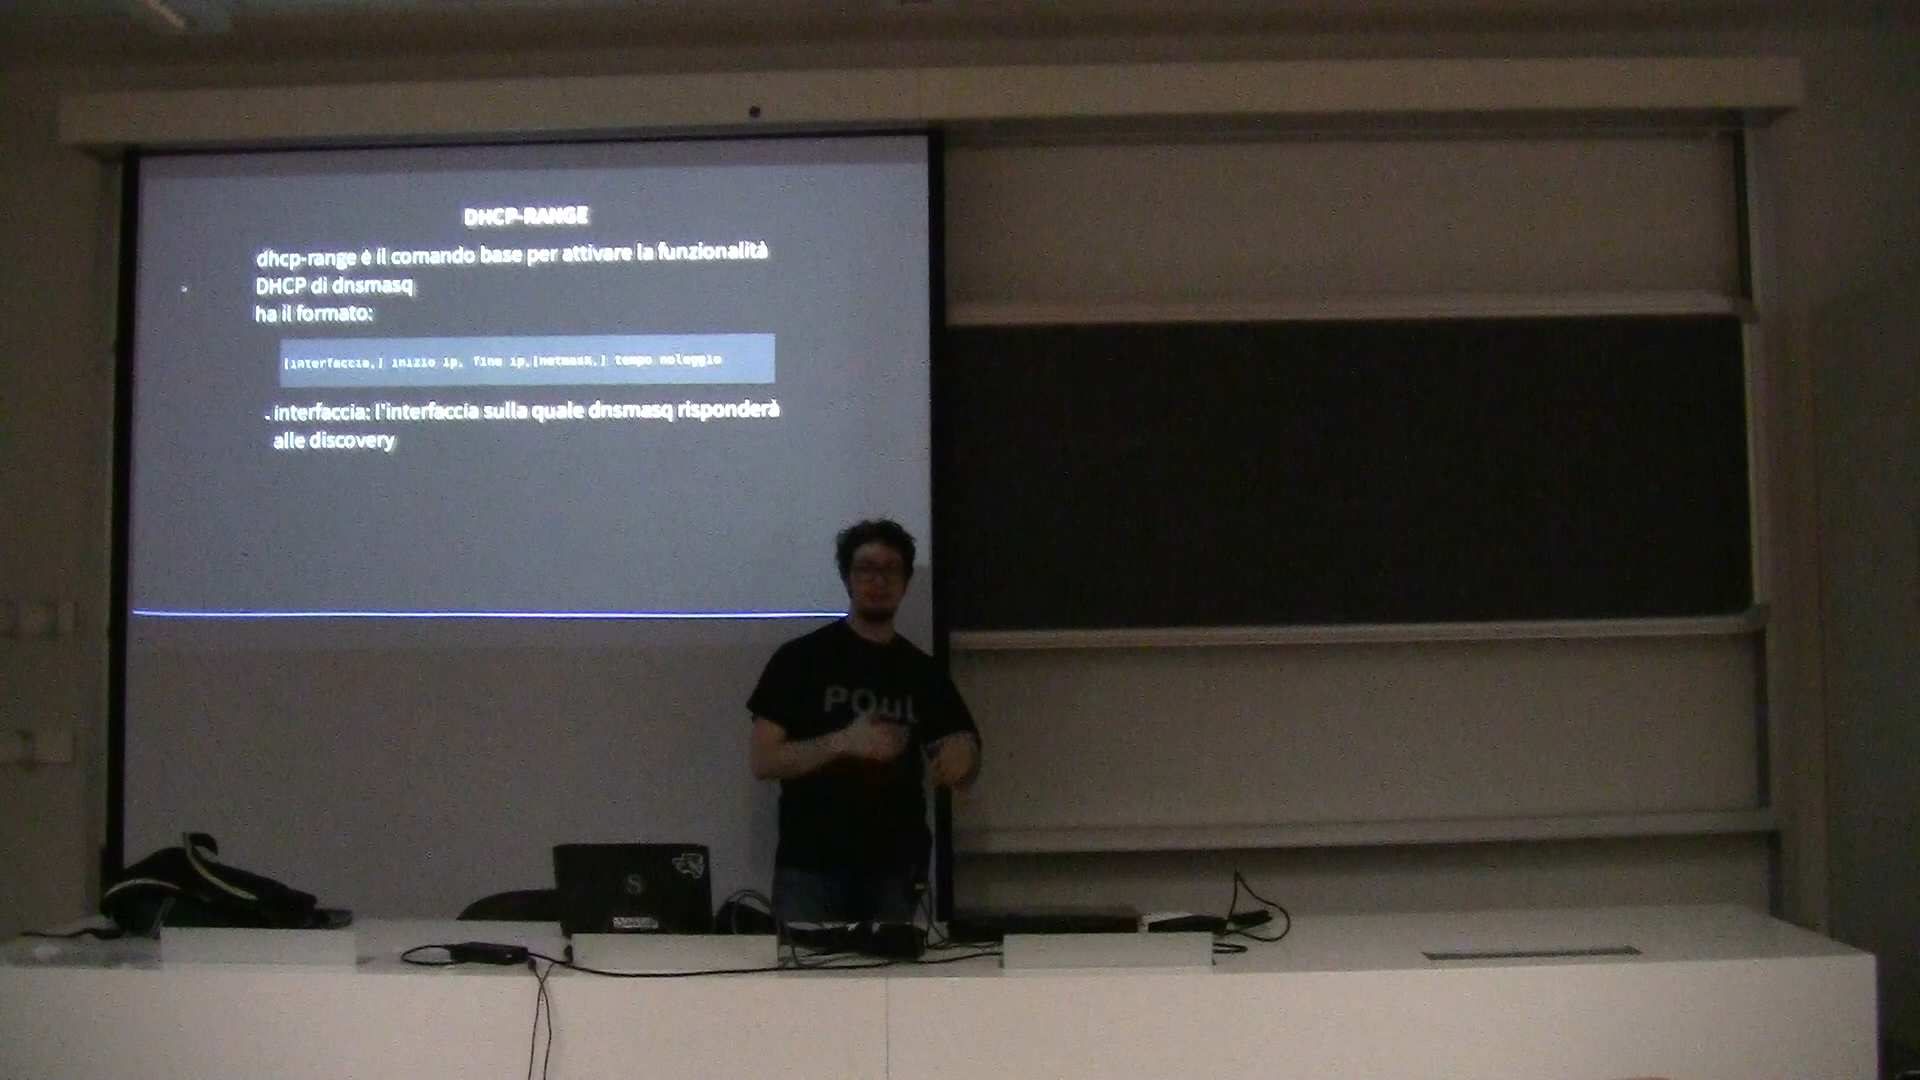 DHCP-RANGE
dhcp-range è il comando base per attivare la funzionalità
DHCP di dnsmasq
ha il formato:
[interfaccia,] inizio ip, fine ip,[netmask,] tempo noleggio
- interfaccia: l'interfaccia sulla quale dnsmasq risponderà
alle discovery
POul
S